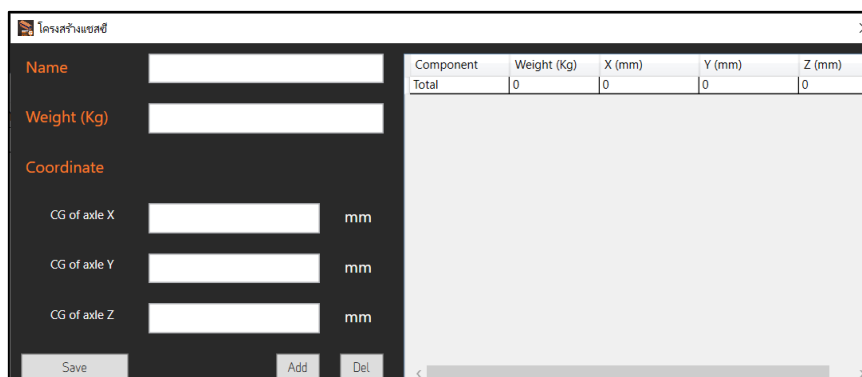 โครงสร้างแชสซี
Name
Weight (Kg)
Coordinate
CG of axle X mm
CG of axle Y mm
CG of axle Z mm
Save Add Del
Component Weight (Kg) X (mm) Y (mm) Z (mm)
Total 0 0 0 0